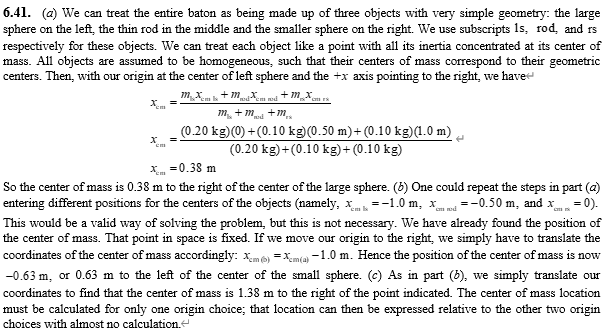 6.41. (a) We can treat the entire baton as being made up of three objects with very simple geometry: the large
sphere on the left, the thin rod in the middle and the smaller sphere on the right. We use subscripts ls, rod, and rs
respectively for these objects. We can treat each object like a point with all its inertia concentrated at its center of
mass. All objects are assumed to be homogeneous, such that their centers of mass correspond to their geometric
centers. Then, with our origin at the center of left sphere and the +x axis pointing to the right, we have↵
x_cm = (m_ls x_cm ls + m_rod x_cm rod + m_rs x_cm rs) / (m_ls + m_rod + m_rs)
x_cm = ((0.20 kg)(0) + (0.10 kg)(0.50 m) + (0.10 kg)(1.0 m)) / ((0.20 kg) + (0.10 kg) + (0.10 kg)) ↵
x_cm = 0.38 m
So the center of mass is 0.38 m to the right of the center of the large sphere. (b) One could repeat the steps in part (a)
entering different positions for the centers of the objects (namely, x_cm ls = −1.0 m, x_cm rod = −0.50 m, and x_cm rs = 0).
This would be a valid way of solving the problem, but this is not necessary. We have already found the position of
the center of mass. That point in space is fixed. If we move our origin to the right, we simply have to translate the
coordinates of the center of mass accordingly: x_cm(b) = x_cm(a) − 1.0 m. Hence the position of the center of mass is now
−0.63 m, or 0.63 m to the left of the center of the small sphere. (c) As in part (b), we simply translate our
coordinates to find that the center of mass is 1.38 m to the right of the point indicated. The center of mass location
must be calculated for only one origin choice; that location can then be expressed relative to the other two origin
choices with almost no calculation.↵